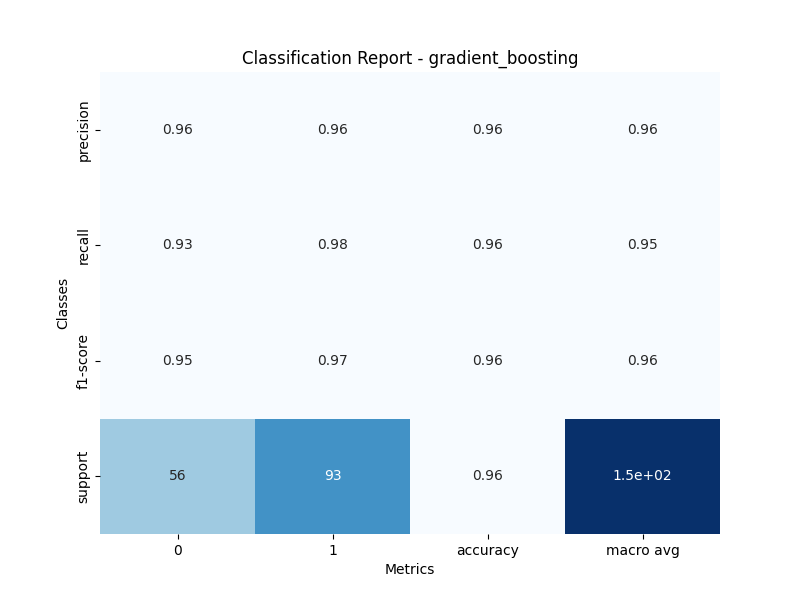 Classification Report - gradient_boosting
Classes
precision 0.96 0.96 0.96 0.96
recall 0.93 0.98 0.96 0.95
f1-score 0.95 0.97 0.96 0.96
support 56 93 0.96 1.5e+02
0 1 accuracy macro avg
Metrics